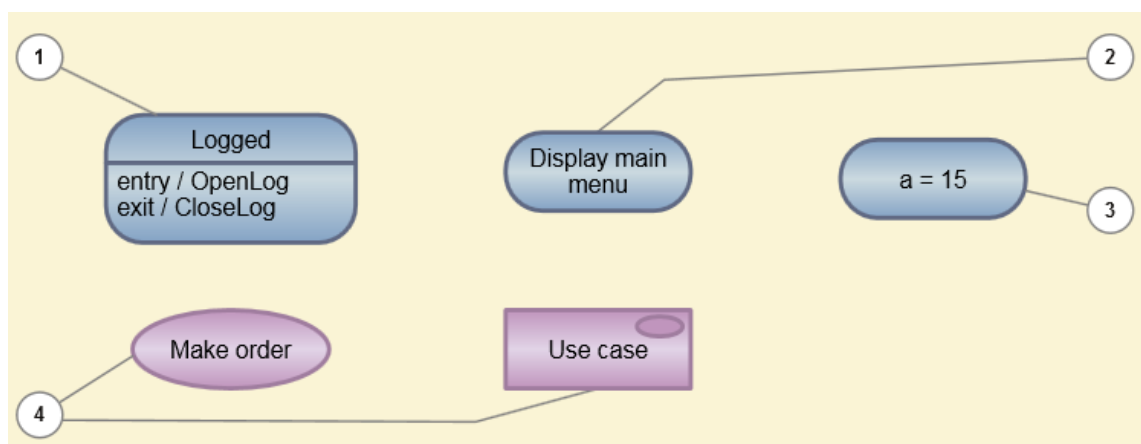 1
2
Logged
entry / OpenLog
exit / CloseLog
Display main
menu
a = 15
3
Make order
Use case
4